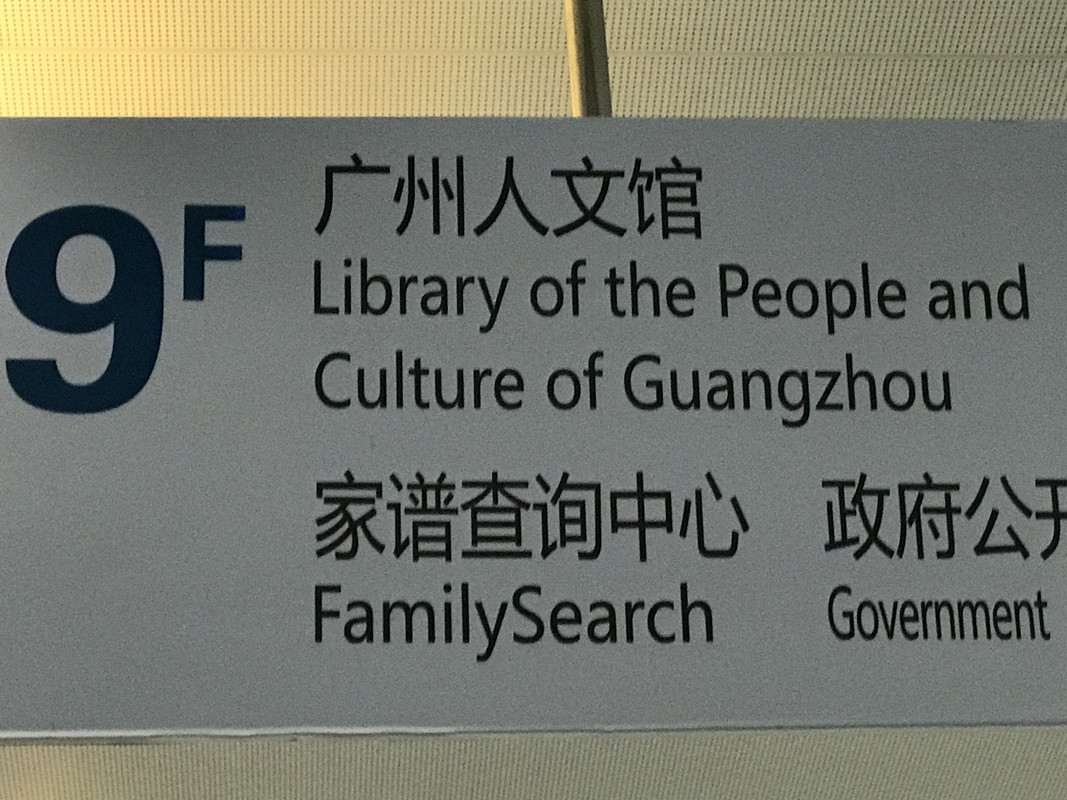 9F
广州人文馆
Library of the People and
Culture of Guangzhou
家谱查询中心 政府公开
FamilySearch Government